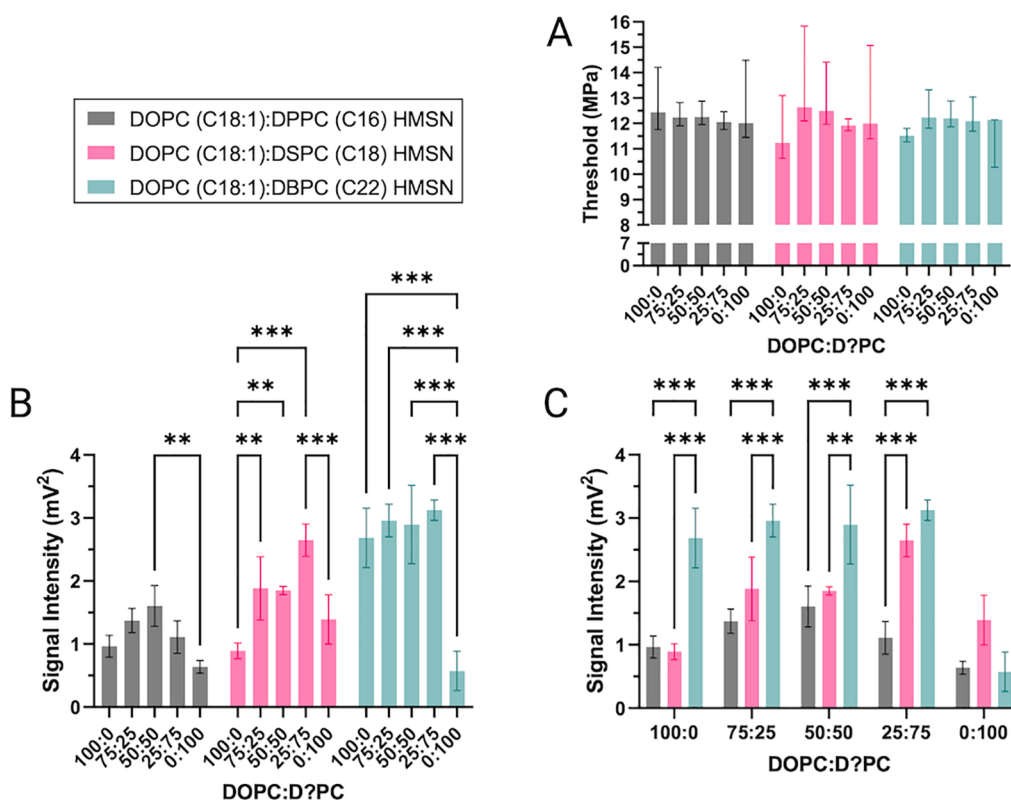 A
DOPC (C18:1):DPPC (C16) HMSN
DOPC (C18:1):DSPC (C18) HMSN
DOPC (C18:1):DBPC (C22) HMSN
Threshold (MPa)
16
15
14
13
12
11
10
9
8
7
0
100:0 75:25 50:50 25:75 0:100 100:0 75:25 50:50 25:75 0:100 100:0 75:25 50:50 25:75 0:100
DOPC:D?PC
B
Signal Intensity (mV²)
4
3
2
1
0
***
*** ***
** ***
** ** *** ***
100:0 75:25 50:50 25:75 0:100 100:0 75:25 50:50 25:75 0:100 100:0 75:25 50:50 25:75 0:100
DOPC:D?PC
C
Signal Intensity (mV²)
4
3
2
1
0
*** *** *** ***
*** *** ** ***
100:0 75:25 50:50 25:75 0:100
DOPC:D?PC